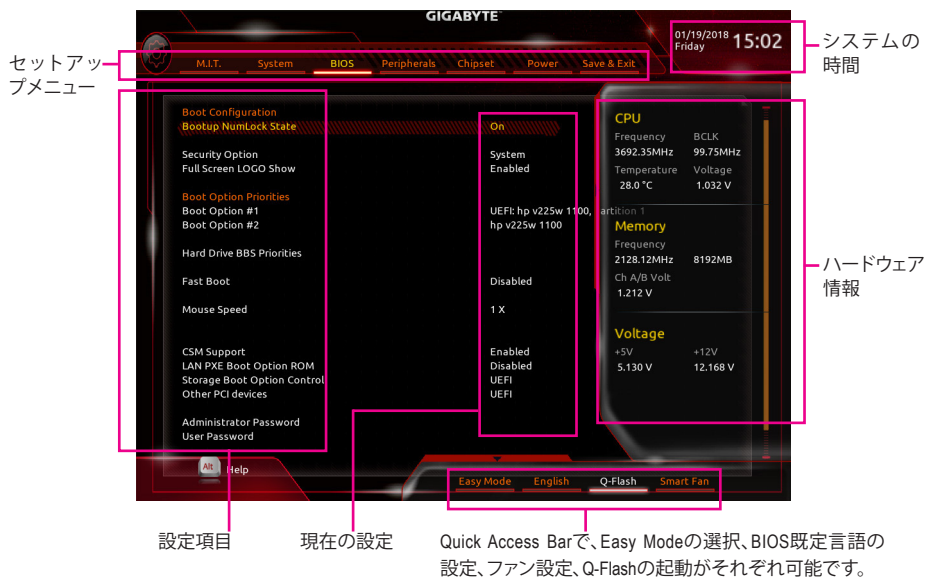 GIGABYTE
01/19/2018
Friday
15:02
システムの
時間
セットアッ
プメニュー
M.I.T. System BIOS Peripherals Chipset Power Save & Exit
Boot Configuration
Bootup NumLock State On
Security Option System
Full Screen LOGO Show Enabled
Boot Option Priorities
Boot Option #1 UEFI: hp v225w 1100, Partition 1
Boot Option #2 hp v225w 1100
Hard Drive BBS Priorities
Fast Boot Disabled
Mouse Speed 1 X
CSM Support Enabled
LAN PXE Boot Option ROM Disabled
Storage Boot Option Control UEFI
Other PCI devices UEFI
Administrator Password
User Password
CPU
Frequency BCLK
3692.35MHz 99.75MHz
Temperature Voltage
28.0 °C 1.032 V
Memory
Frequency
2128.12MHz 8192MB
Ch A/B Volt
1.212 V
Voltage
+5V +12V
5.130 V 12.168 V
ハードウェア
情報
Alt Help
Easy Mode English Q-Flash Smart Fan
設定項目
現在の設定
Quick Access Barで、Easy Modeの選択、BIOS既定言語の
設定、ファン設定、Q-Flashの起動がそれぞれ可能です。